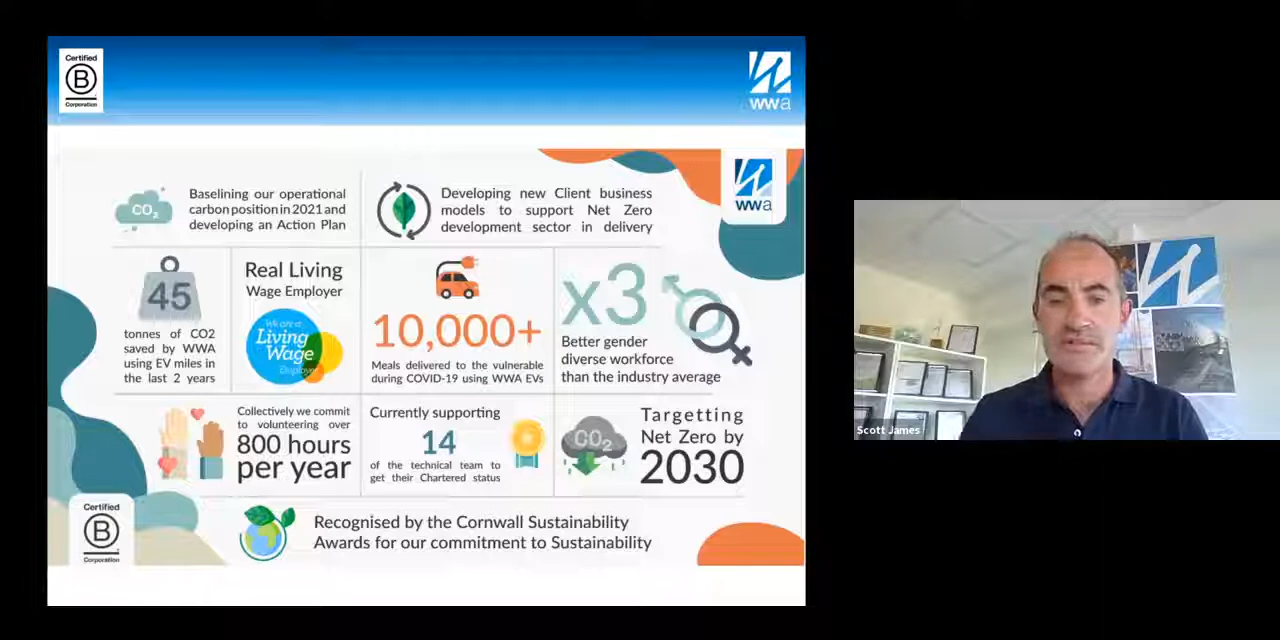 Certified
B
Corporation
wwa
wwa
CO2
Baselining our operational
carbon position in 2021 and
developing an Action Plan
Developing new Client business
models to support Net Zero
development sector in delivery
45
tonnes of CO2
saved by WWA
using EV miles in
the last 2 years
Real Living
Wage Employer
We are a
Living
Wage
Employer
10,000+
Meals delivered to the vulnerable
during COVID-19 using WWA EVs
x3
Better gender
diverse workforce
than the industry average
Collectively we commit
to volunteering over
800 hours
per year
Currently supporting
14
of the technical team to
get their Chartered status
CO2
Targetting
Net Zero by
2030
Certified
B
Corporation
Recognised by the Cornwall Sustainability
Awards for our commitment to Sustainability
Scott James